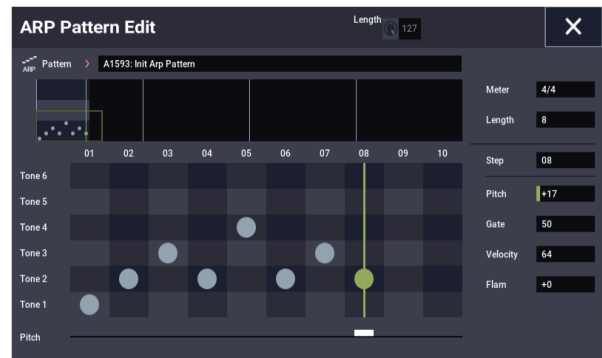 ARP Pattern Edit
Length 127
ARP Pattern > A1593: Init Arp Pattern
Meter 4/4
Length 8
01 02 03 04 05 06 07 08 09 10
Step 08
Tone 6
Tone 5
Pitch +17
Tone 4
Gate 50
Tone 3
Velocity 64
Tone 2
Flam +0
Tone 1
Pitch